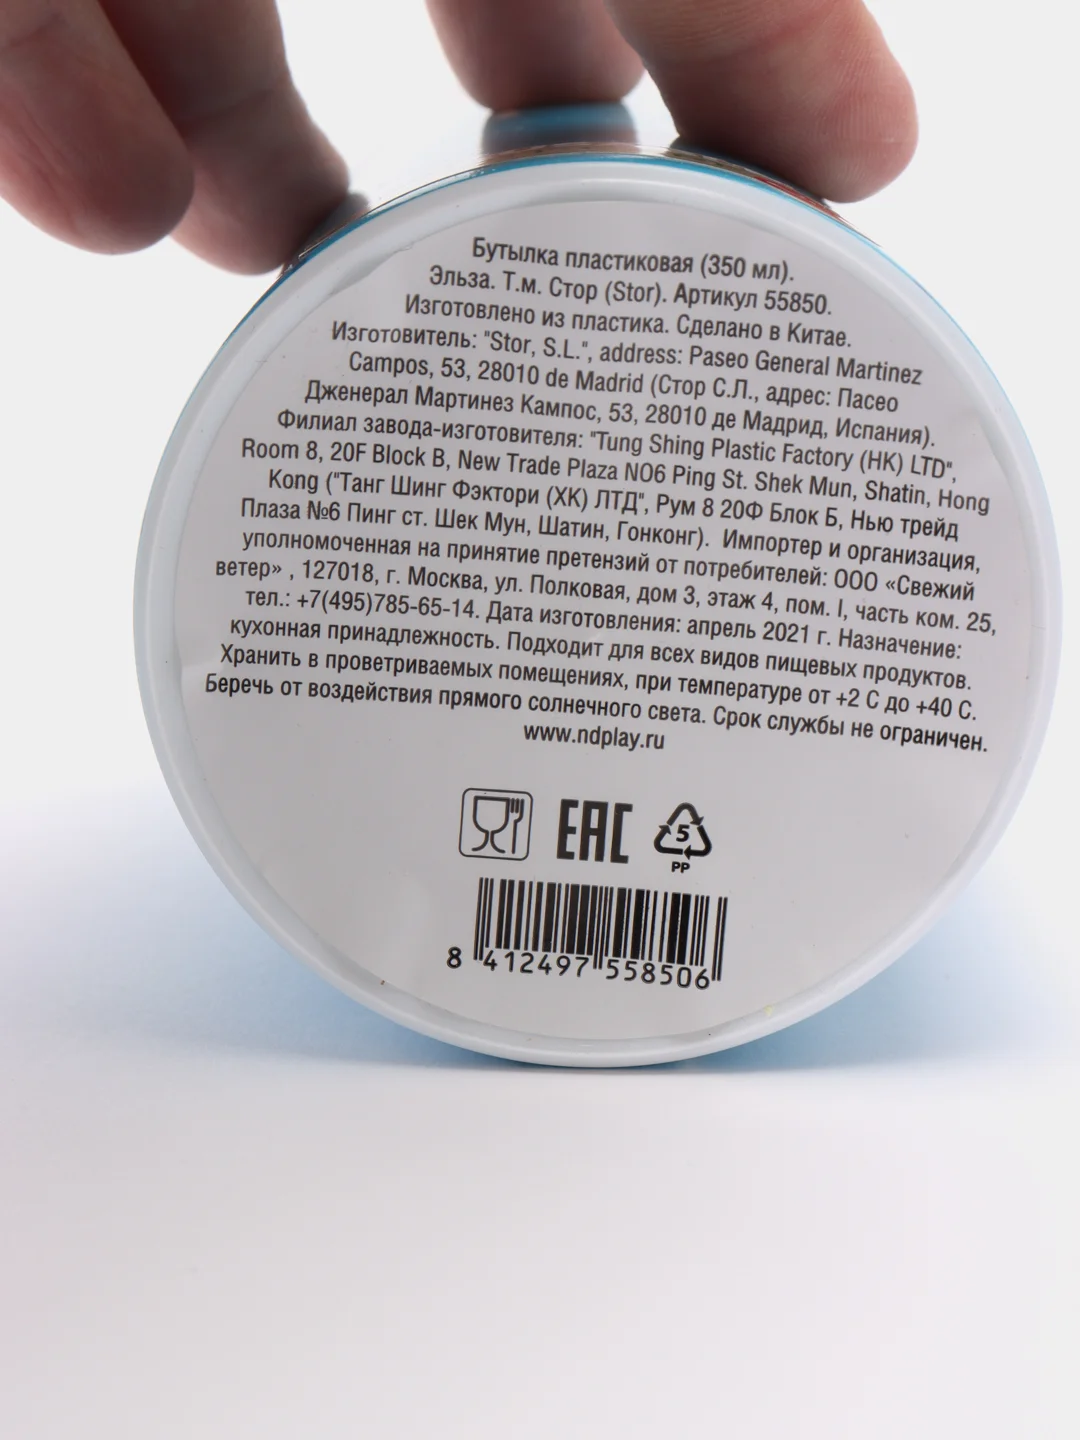 Бутылка пластиковая (350 мл).
Эльза. Т.м. Стор (Stor). Артикул 55850.
Изготовлено из пластика. Сделано в Китае.
Изготовитель: "Stor, S.L.", address: Paseo General Martinez
Campos, 53, 28010 de Madrid (Стор С.Л., адрес: Пасео
Дженерал Мартинез Кампос, 53, 28010 де Мадрид, Испания).
Филиал завода-изготовителя: "Tung Shing Plastic Factory (HK) LTD",
Room 8, 20F Block B, New Trade Plaza NO6 Ping St. Shek Mun, Shatin, Hong
Kong ("Танг Шинг Фэктори (ХК) ЛТД", Рум 8 20Ф Блок Б, Нью трейд
Плаза №6 Пинг ст. Шек Мун, Шатин, Гонконг). Импортер и организация,
уполномоченная на принятие претензий от потребителей: ООО «Свежий
ветер» , 127018, г. Москва, ул. Полковая, дом 3, этаж 4, пом. I, часть ком. 25,
тел.: +7(495)785-65-14. Дата изготовления: апрель 2021 г. Назначение:
кухонная принадлежность. Подходит для всех видов пищевых продуктов.
Хранить в проветриваемых помещениях, при температуре от +2 С до +40 С.
Беречь от воздействия прямого солнечного света. Срок службы не ограничен.
www.ndplay.ru
EAC 5
PP
8 412497 558506